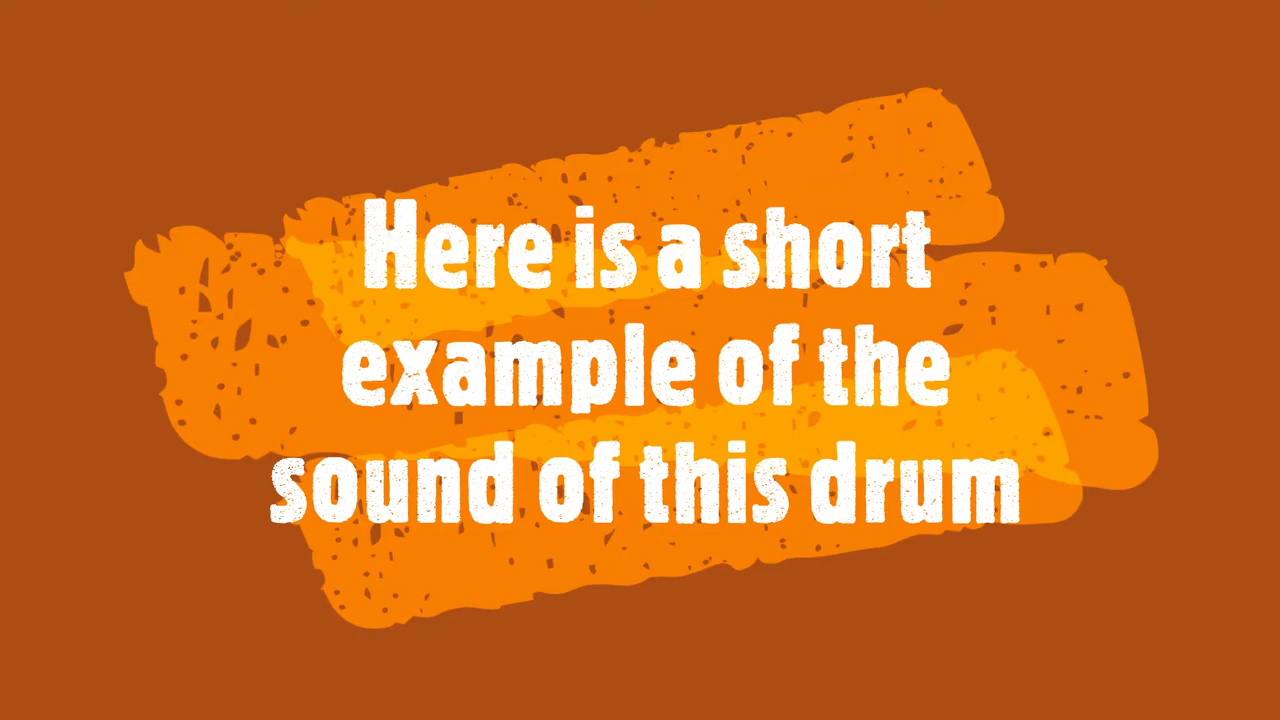 Here is a short
example of the
sound of this drum